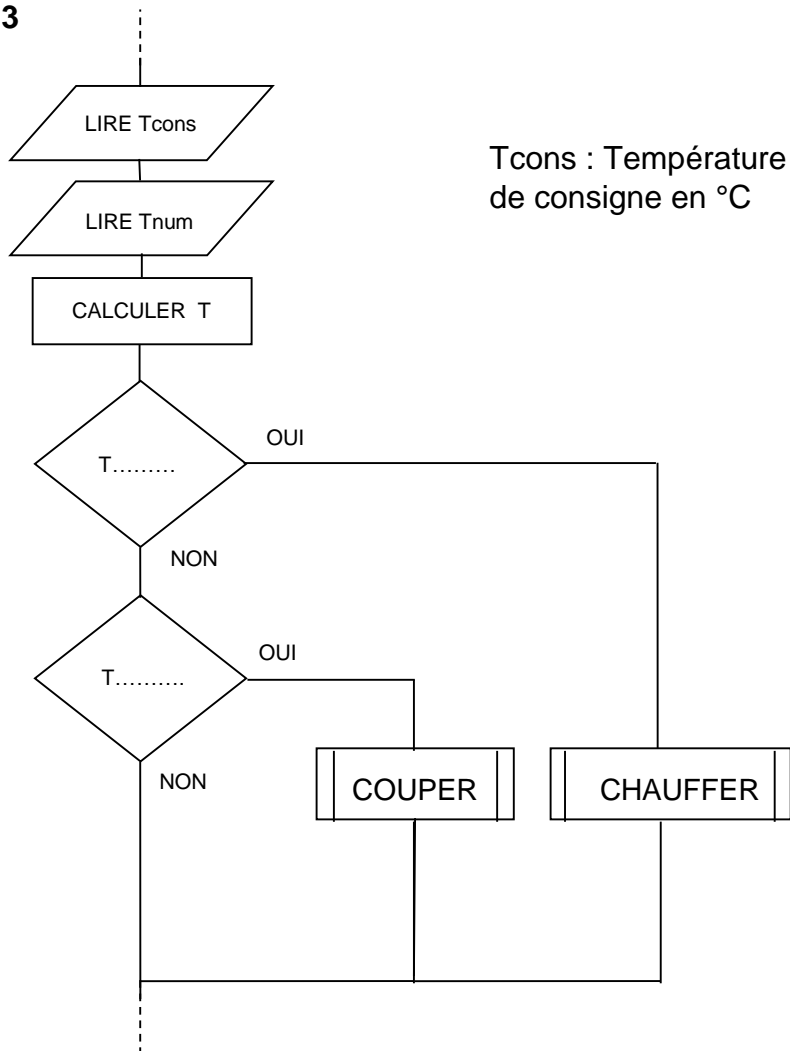 3
LIRE Tcons
Tcons : Température
de consigne en °C
LIRE Tnum
CALCULER T
OUI
T.........
NON
OUI
T..........
NON
COUPER
CHAUFFER